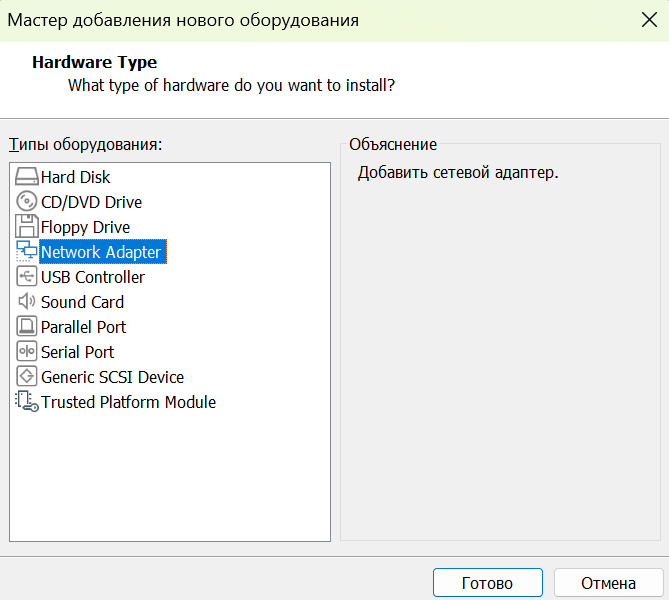 Мастер добавления нового оборудования
Hardware Type
What type of hardware do you want to install?
Типы оборудования:
Hard Disk
CD/DVD Drive
Floppy Drive
Network Adapter
USB Controller
Sound Card
Parallel Port
Serial Port
Generic SCSI Device
Trusted Platform Module
Объяснение
Добавить сетевой адаптер.
Готово
Отмена